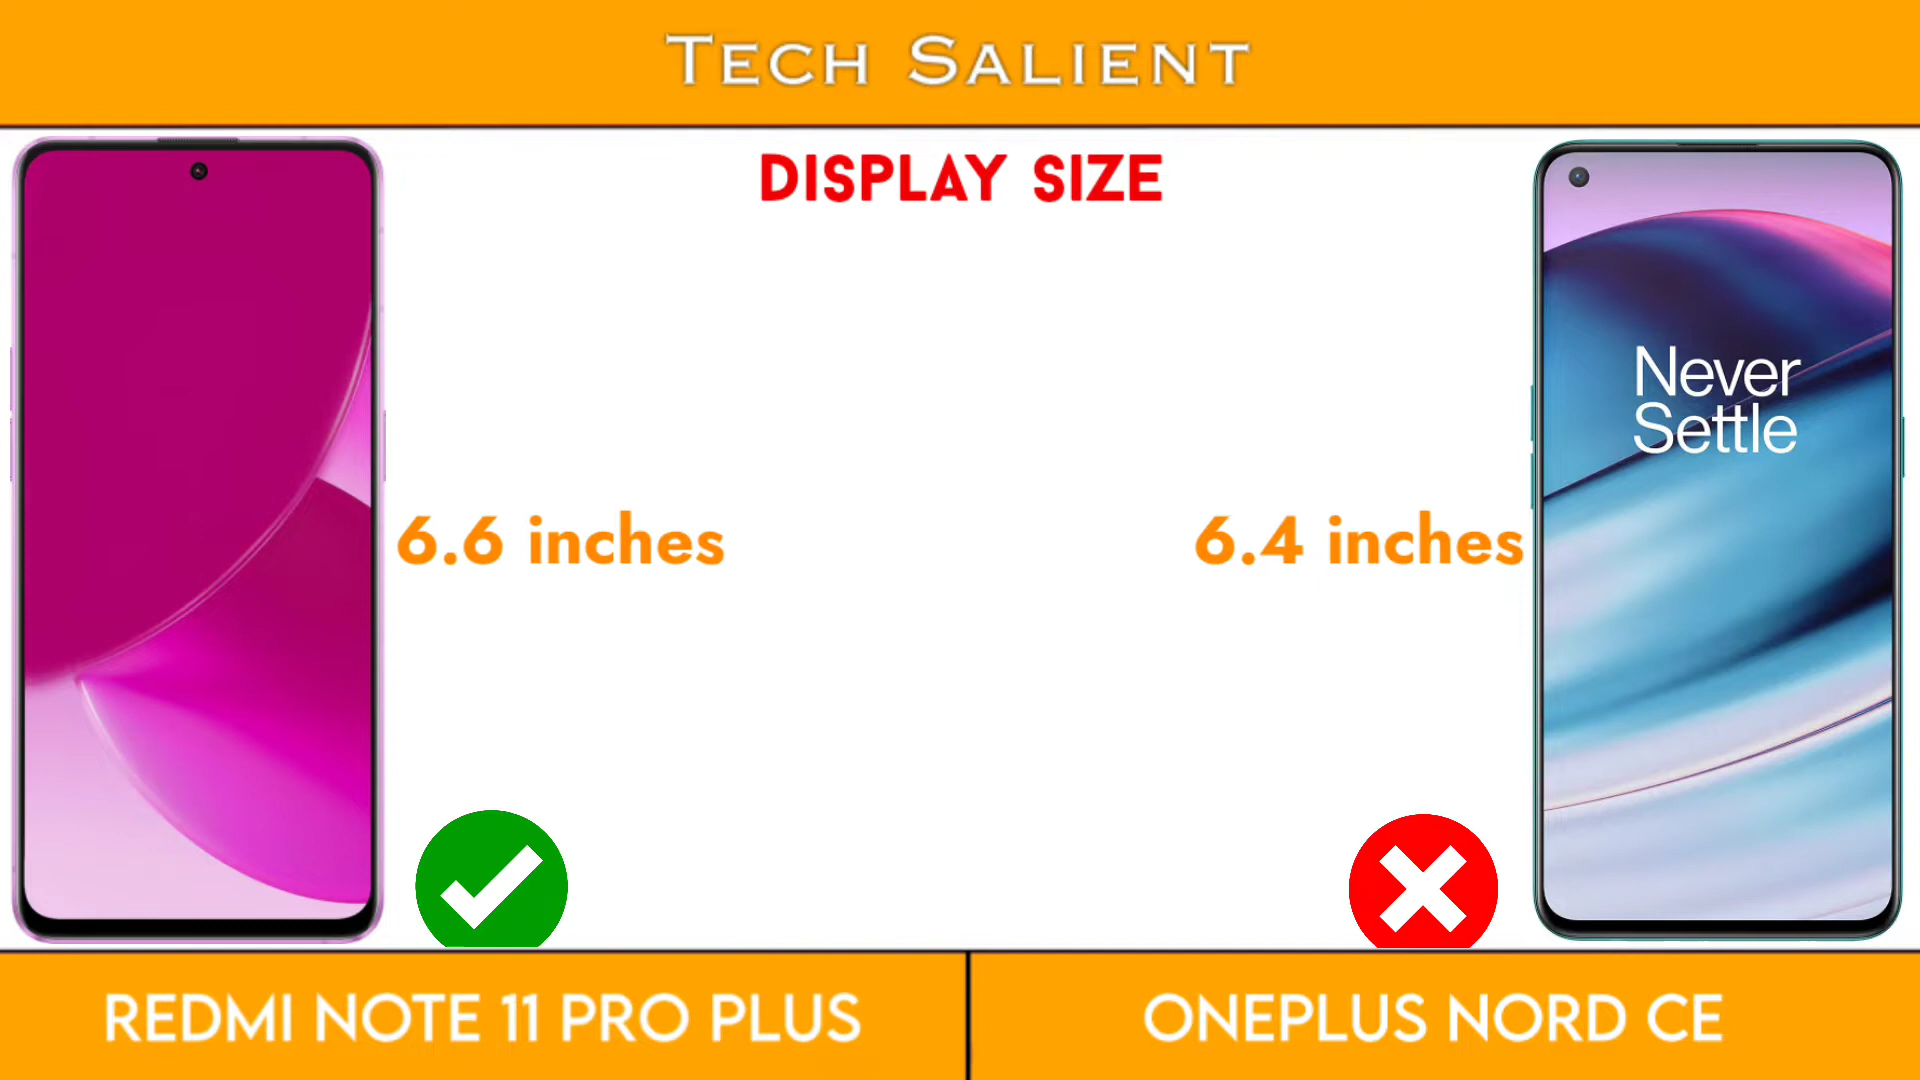 TECH SALIENT
DISPLAY SIZE
Never
Settle
6.6 inches
6.4 inches
REDMI NOTE 11 PRO PLUS
ONEPLUS NORD CE